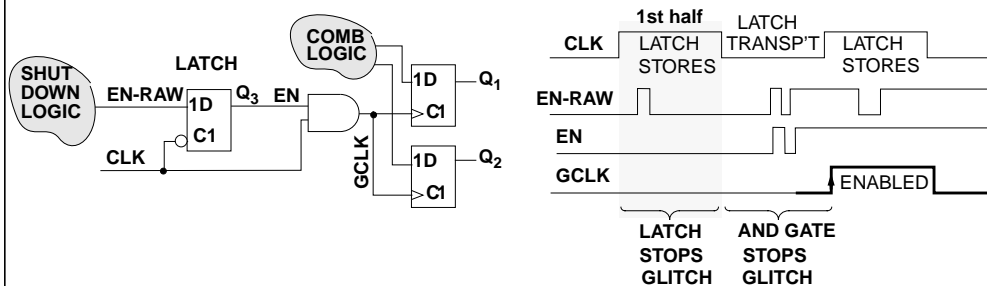 SHUT
DOWN
LOGIC
EN-RAW
LATCH
1D
C1
Q3
EN
CLK
COMB
LOGIC
GCLK
1D
C1
Q1
1D
C1
Q2
1st half
CLK
LATCH
STORES
LATCH
TRANSP'T
LATCH
STORES
EN-RAW
EN
GCLK
ENABLED
LATCH
STOPS
GLITCH
AND GATE
STOPS
GLITCH